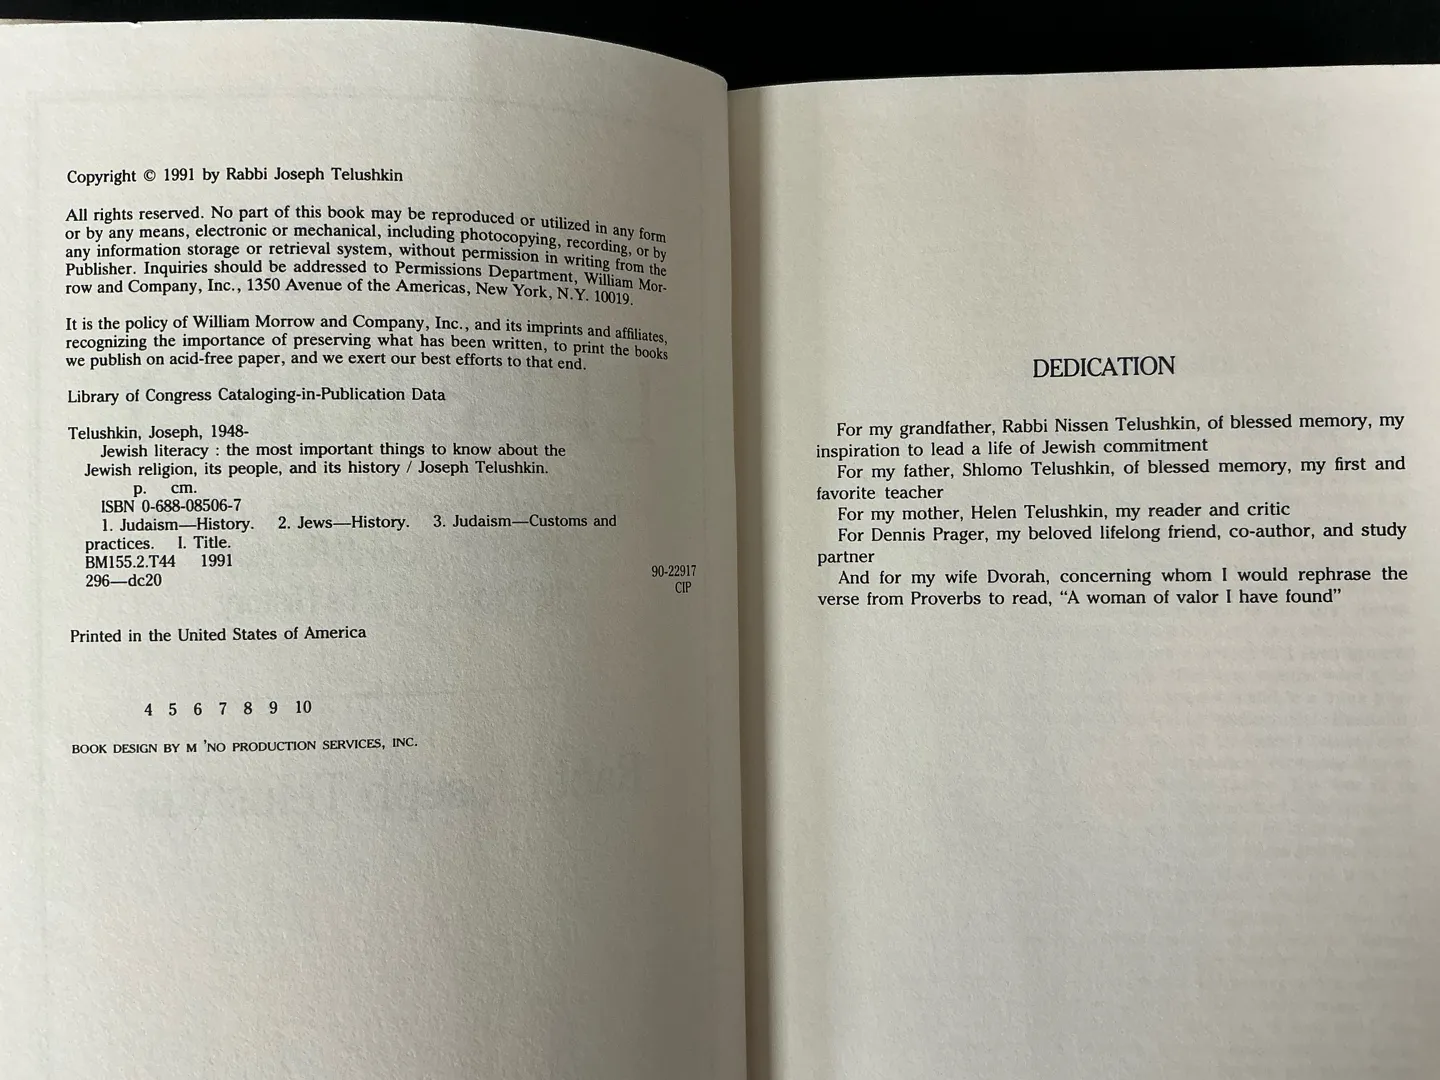 Copyright © 1991 by Rabbi Joseph Telushkin
All rights reserved. No part of this book may be reproduced or utilized in any form
or by any means, electronic or mechanical, including photocopying, recording, or by
any information storage or retrieval system, without permission in writing from the
Publisher. Inquiries should be addressed to Permissions Department, William Mor-
row and Company, Inc., 1350 Avenue of the Americas, New York, N.Y. 10019.
It is the policy of William Morrow and Company, Inc., and its imprints and affiliates,
recognizing the importance of preserving what has been written, to print the books
we publish on acid-free paper, and we exert our best efforts to that end.
Library of Congress Cataloging-in-Publication Data
Telushkin, Joseph, 1948-
Jewish literacy : the most important things to know about the
Jewish religion, its people, and its history / Joseph Telushkin.
p. cm.
ISBN 0-688-08506-7
1. Judaism—History. 2. Jews—History. 3. Judaism—Customs and
practices. I. Title.
BM155.2.T44 1991
296—dc20
90-22917
CIP
Printed in the United States of America
4 5 6 7 8 9 10
BOOK DESIGN BY M 'NO PRODUCTION SERVICES, INC.
DEDICATION
For my grandfather, Rabbi Nissen Telushkin, of blessed memory, my
inspiration to lead a life of Jewish commitment
For my father, Shlomo Telushkin, of blessed memory, my first and
favorite teacher
For my mother, Helen Telushkin, my reader and critic
For Dennis Prager, my beloved lifelong friend, co-author, and study
partner
And for my wife Dvorah, concerning whom I would rephrase the
verse from Proverbs to read, “A woman of valor I have found”